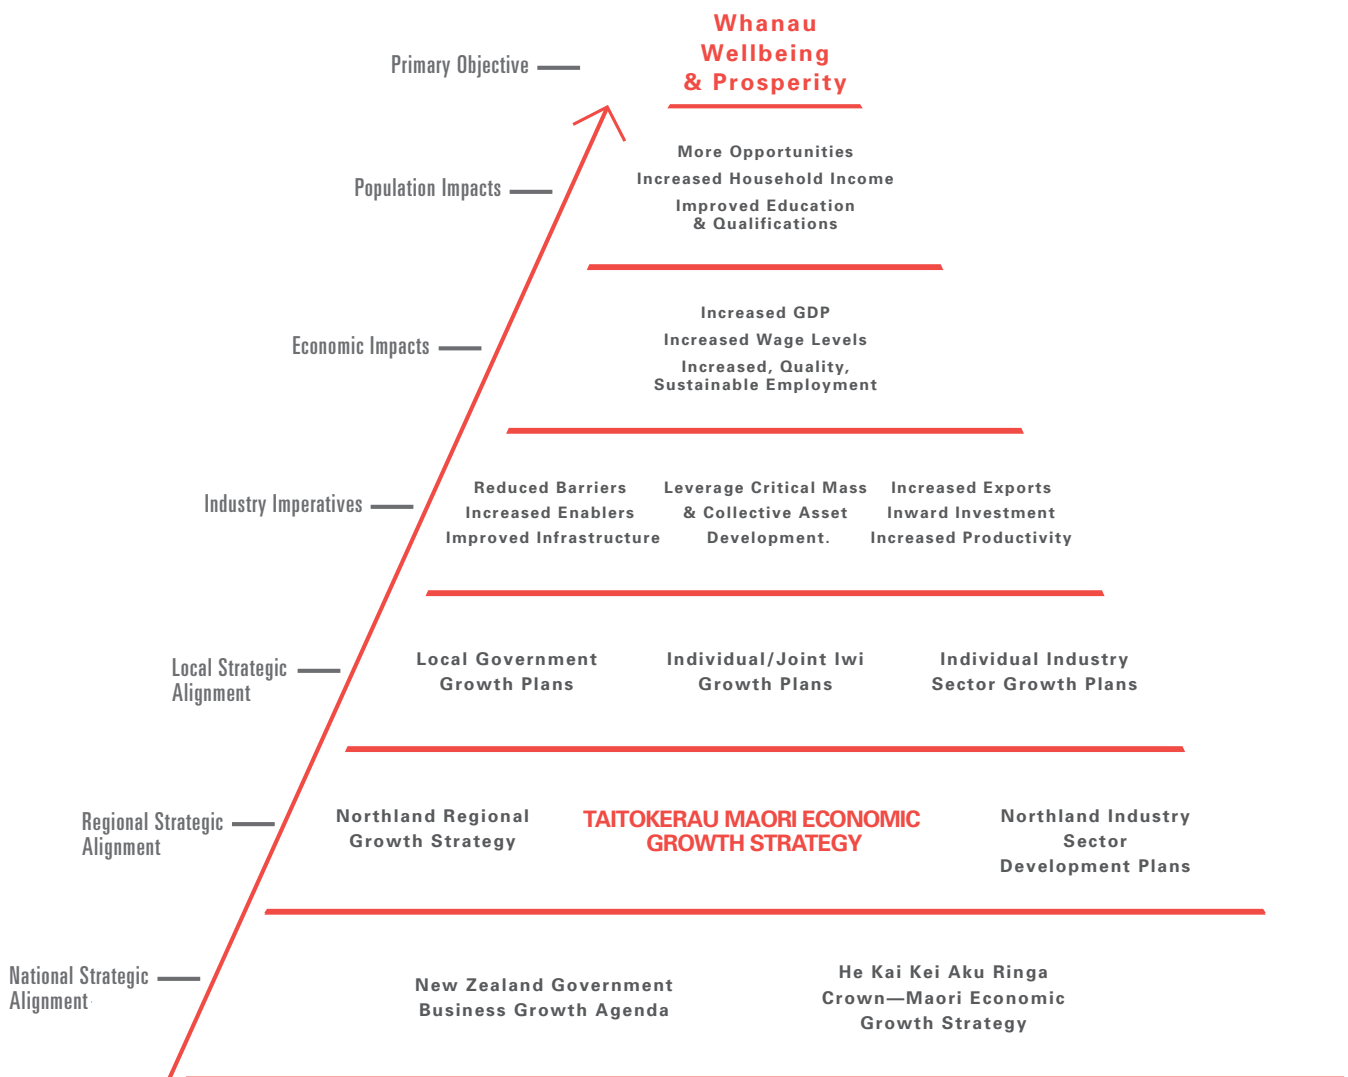 Whanau
Wellbeing
& Prosperity
Primary Objective
More Opportunities
Increased Household Income
Improved Education
& Qualifications
Population Impacts
Increased GDP
Increased Wage Levels
Increased, Quality,
Sustainable Employment
Economic Impacts
Industry Imperatives
Reduced Barriers
Increased Enablers
Improved Infrastructure
Leverage Critical Mass
& Collective Asset
Development.
Increased Exports
Inward Investment
Increased Productivity
Local Strategic
Alignment
Local Government
Growth Plans
Individual/Joint Iwi
Growth Plans
Individual Industry
Sector Growth Plans
Regional Strategic
Alignment
Northland Regional
Growth Strategy
TAITOKERAU MAORI ECONOMIC
GROWTH STRATEGY
Northland Industry
Sector
Development Plans
National Strategic
Alignment
New Zealand Government
Business Growth Agenda
He Kai Kei Aku Ringa
Crown—Maori Economic
Growth Strategy